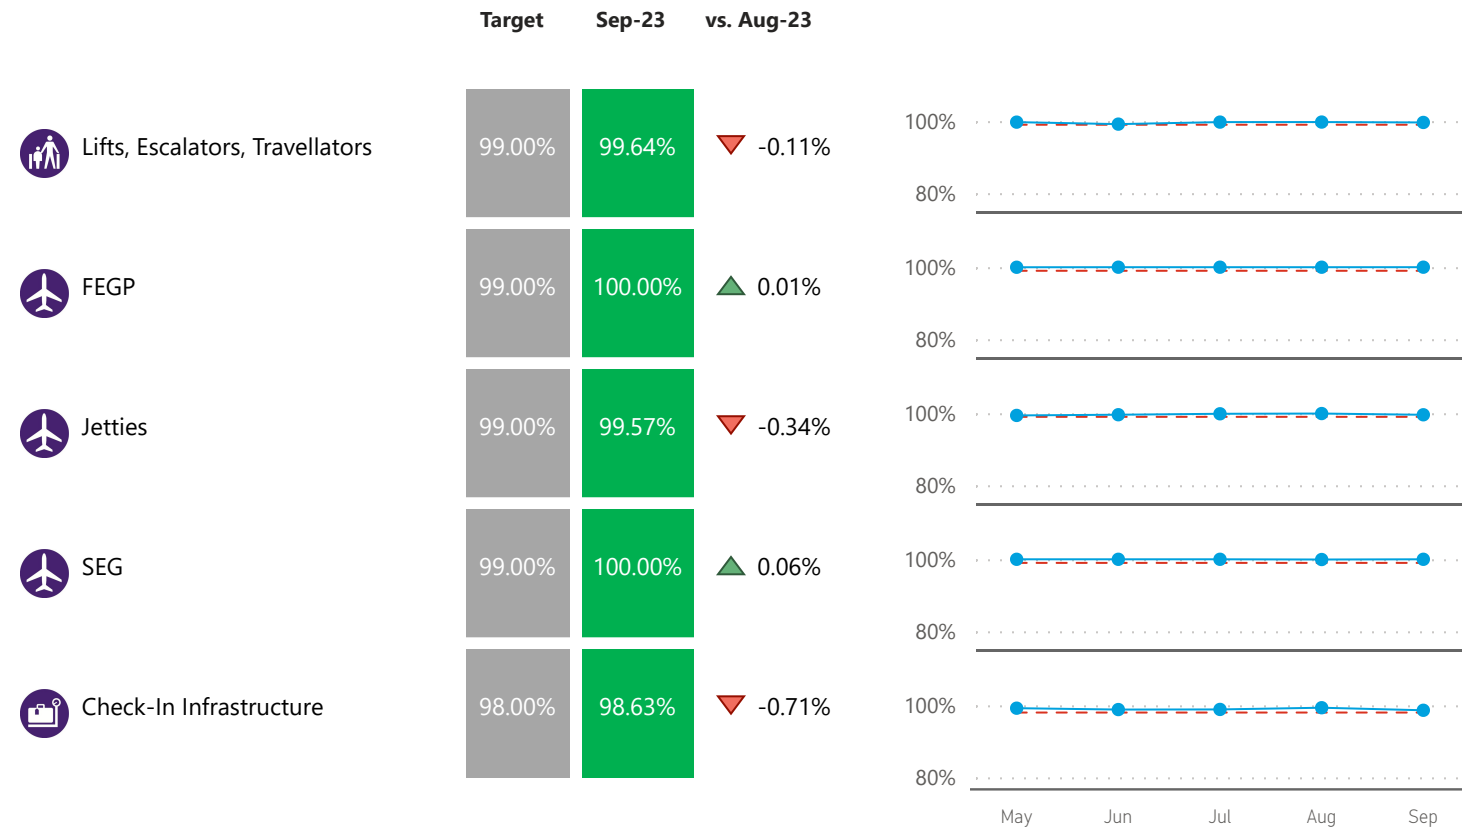 Target Sep-23 vs. Aug-23
Lifts, Escalators, Travellators 99.00% 99.64% -0.11%
100%
80%
FEGP 99.00% 100.00% 0.01%
100%
80%
Jetties 99.00% 99.57% -0.34%
100%
80%
SEG 99.00% 100.00% 0.06%
100%
80%
Check-In Infrastructure 98.00% 98.63% -0.71%
100%
80%
May Jun Jul Aug Sep